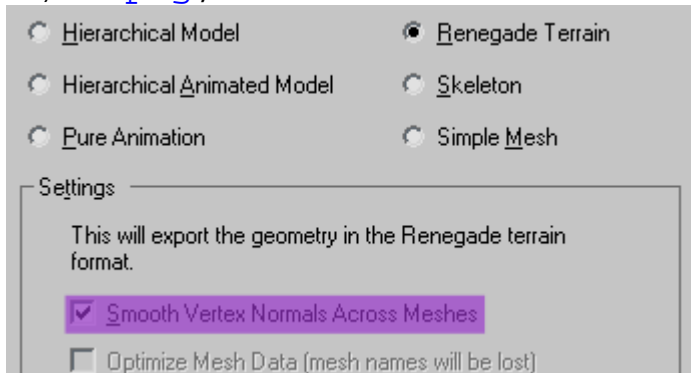 Hierarchical Model
Renegade Terrain
Hierarchical Animated Model
Skeleton
Pure Animation
Simple Mesh
Settings
This will export the geometry in the Renegade terrain
format.
Smooth Vertex Normals Across Meshes
Optimize Mesh Data (mesh names will be lost)